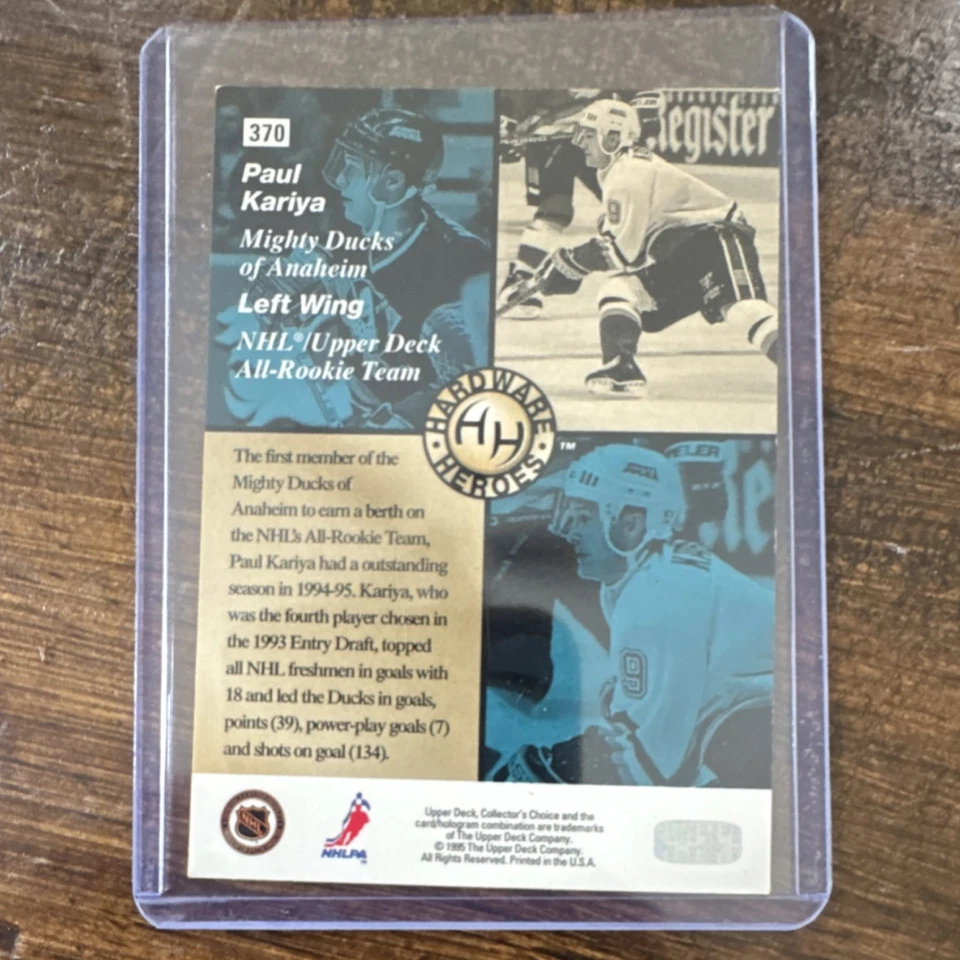 370
Paul
Kariya
Mighty Ducks™
of Anaheim
Left Wing
NHL®/Upper Deck
All-Rookie Team
Register
9
HARDWARE
HH
HEROES
™
The first member of the
Mighty Ducks of
Anaheim to earn a berth on
the NHL's All-Rookie Team,
Paul Kariya had a outstanding
season in 1994-95. Kariya, who
was the fourth player chosen in
the 1993 Entry Draft, topped
all NHL freshmen in goals with
18 and led the Ducks in goals,
points (39), power-play goals (7)
and shots on goal (134).
9
NHL
NHLPA
Upper Deck, Collector's Choice and the
card/hologram combination are trademarks
of The Upper Deck Company.
© 1995 The Upper Deck Company.
All Rights Reserved. Printed in the U.S.A.